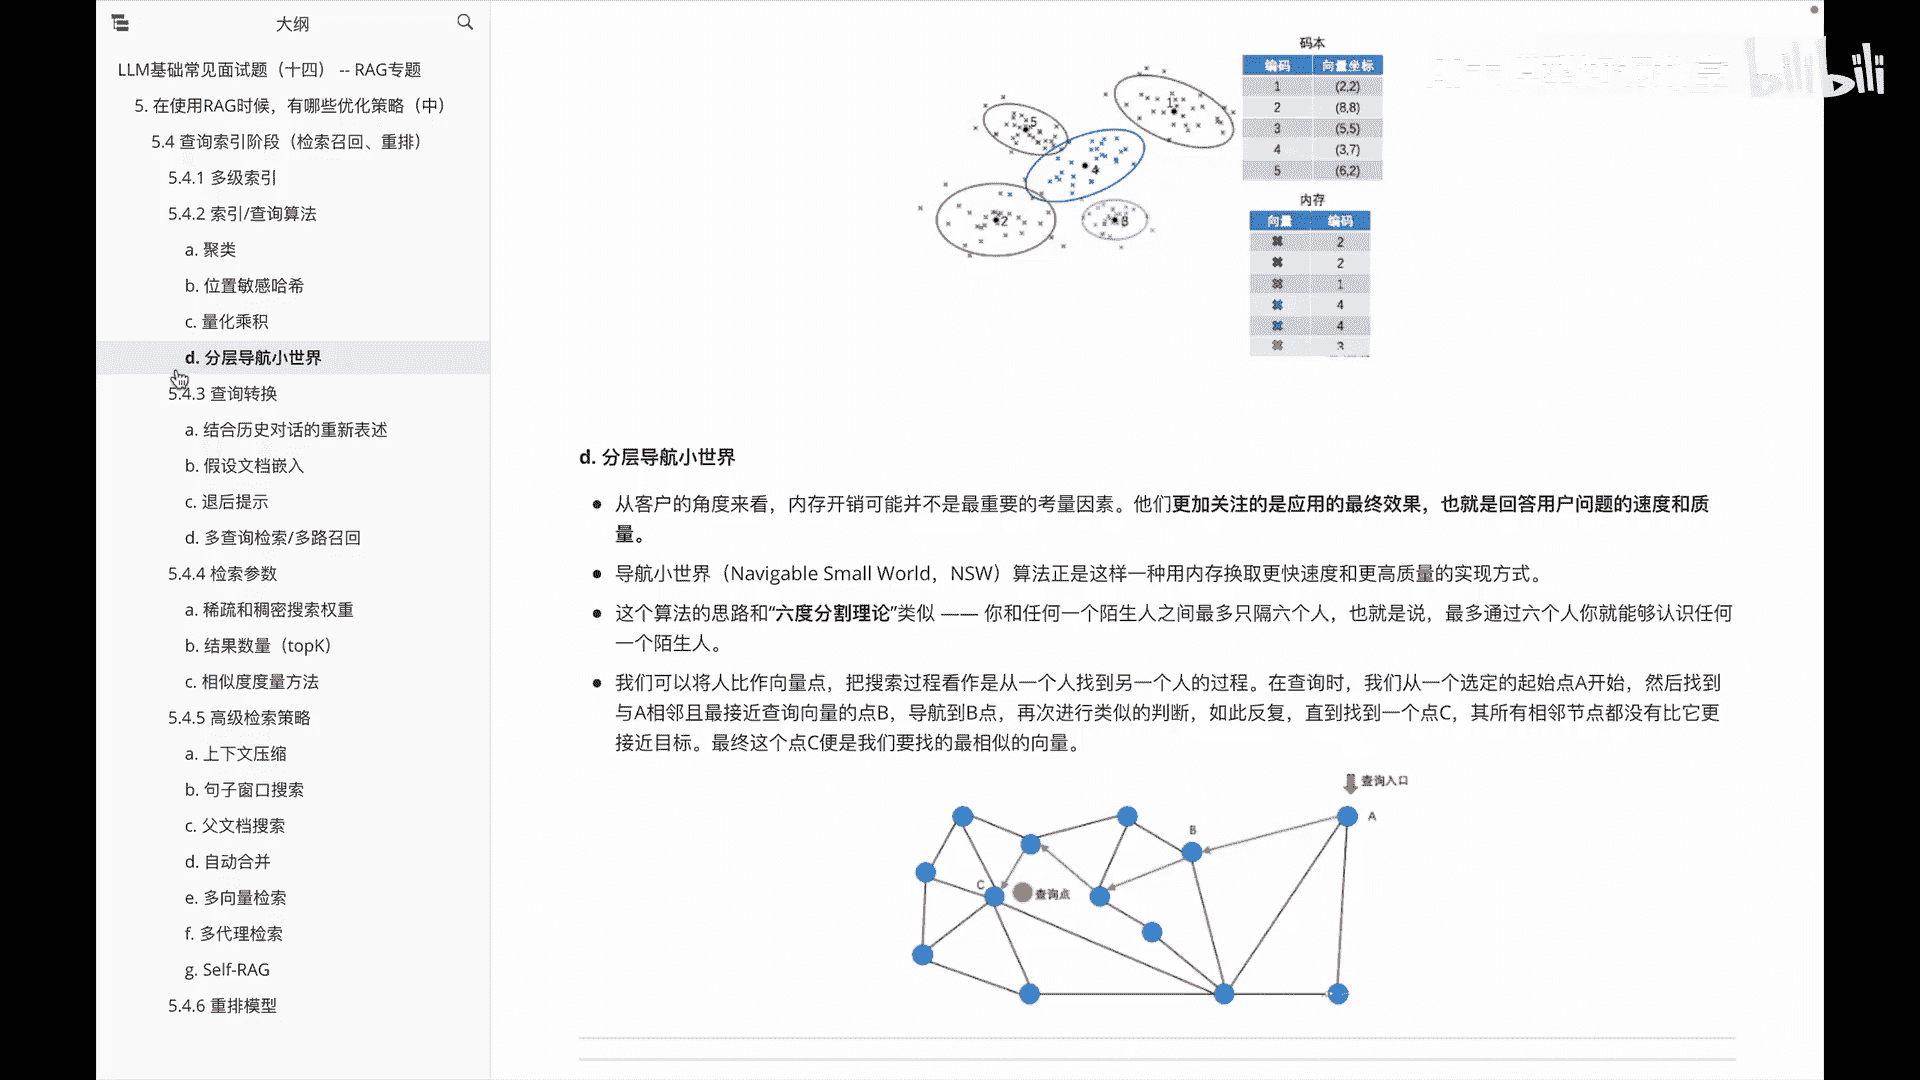 大纲
LLM基础常见面试题（十四） -- RAG专题
5. 在使用RAG时候，有哪些优化策略（中）
5.4 查询索引阶段（检索召回、重排）
5.4.1 多级索引
5.4.2 索引/查询算法
a. 聚类
b. 位置敏感哈希
c. 量化乘积
d. 分层导航小世界
5.4.3 查询转换
a. 结合历史对话的重新表述
b. 假设文档嵌入
c. 退后提示
d. 多查询检索/多路召回
5.4.4 检索参数
a. 稀疏和稠密搜索权重
b. 结果数量（topK）
c. 相似度度量方法
5.4.5 高级检索策略
a. 上下文压缩
b. 句子窗口搜索
c. 父文档搜索
d. 自动合并
e. 多向量检索
f. 多代理检索
g. Self-RAG
5.4.6 重排模型
1
5
4
2
3
码本
编码 向量坐标
1 (2,2)
2 (8,8)
3 (5,5)
4 (3,7)
5 (6,2)
内存
向量 编码
2
2
1
4
4
3
bilibili
d. 分层导航小世界
从客户的角度来看，内存开销可能并不是最重要的考量因素。他们更加关注的是应用的最终效果，也就是回答用户问题的速度和质
量。
导航小世界（Navigable Small World，NSW）算法正是这样一种用内存换取更快速度和更高质量的实现方式。
这个算法的思路和“六度分割理论”类似 —— 你和任何一个陌生人之间最多只隔六个人，也就是说，最多通过六个人你就能够认识任何
一个陌生人。
我们可以将人比作向量点，把搜索过程看作是从一个人找到另一个人的过程。在查询时，我们从一个选定的起始点A开始，然后找到
与A相邻且最接近查询向量的点B，导航到B点，再次进行类似的判断，如此反复，直到找到一个点C，其所有相邻节点都没有比它更
接近目标。最终这个点C便是我们要找的最相似的向量。
查询入口
A
B
C
查询点